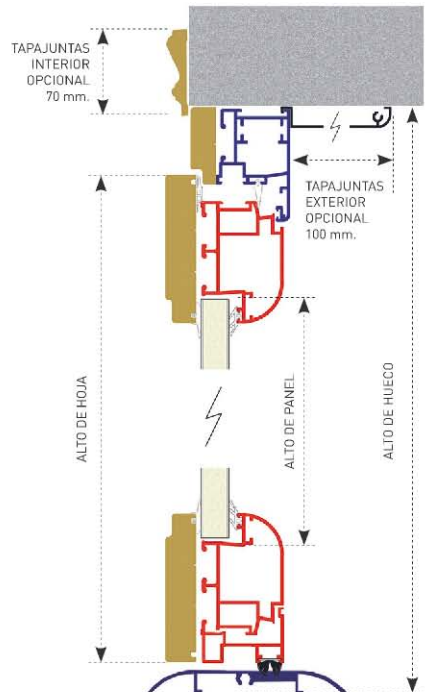 TAPAJUNTAS
INTERIOR
OPCIONAL
70 mm.
TAPAJUNTAS
EXTERIOR
OPCIONAL
100 mm.
ALTO DE HOJA
ALTO DE PANEL
ALTO DE HUECO